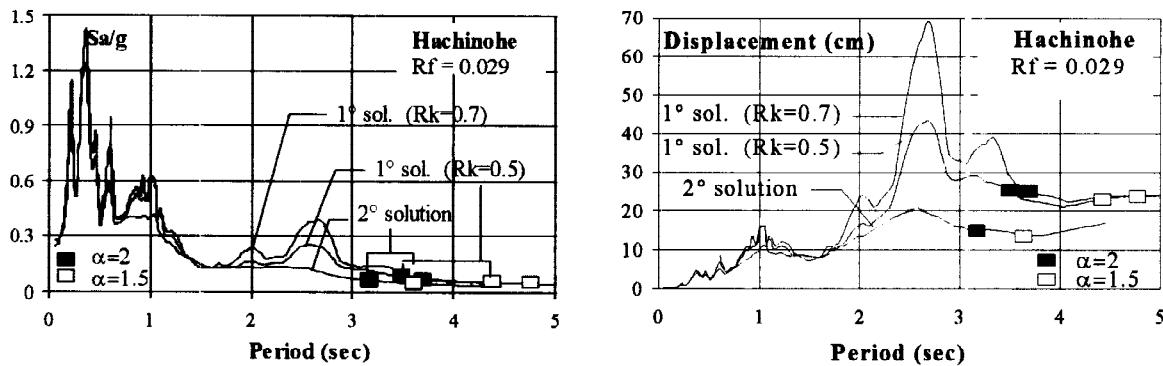 1.5
1.2
0.9
0.6
0.3
0
Sa/g
Hachinohe
Rf = 0.029
1° sol. (Rk=0.7)
1° sol. (Rk=0.5)
2° solution
α=2
α=1.5
0 1 2 3 4 5
Period (sec)
70
60
50
40
30
20
10
0
Displacement (cm)
Hachinohe
Rf = 0.029
1° sol. (Rk=0.7)
1° sol. (Rk=0.5)
2° solution
α=2
α=1.5
0 1 2 3 4 5
Period (sec)